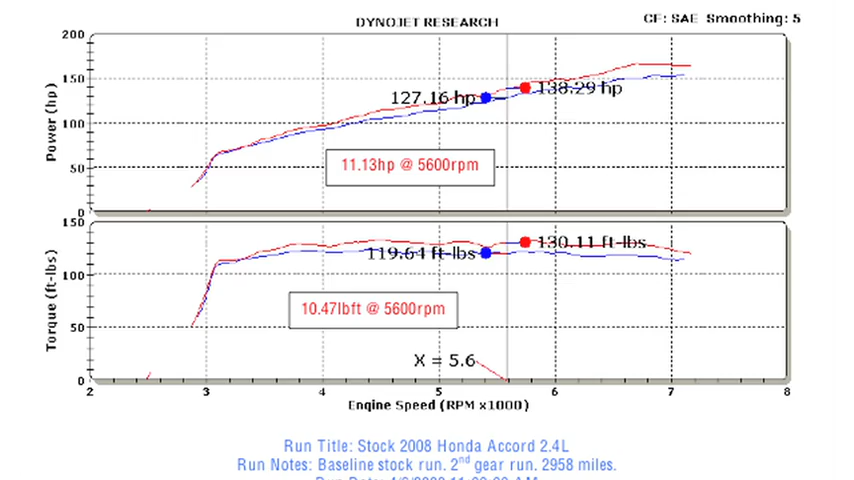 DYNOJET RESEARCH
CF: SAE Smoothing: 5
200
150
100
50
0
Power (hp)
127.16 hp
138.29 hp
11.13hp @ 5600rpm
150
100
50
0
Torque (ft-lbs)
119.64 ft-lbs
130.11 ft-lbs
10.47lbft @ 5600rpm
X = 5.6
2 3 4 5 6 7 8
Engine Speed (RPM x1000)
Run Title: Stock 2008 Honda Accord 2.4L
Run Notes: Baseline stock run. 2nd gear run. 2958 miles.